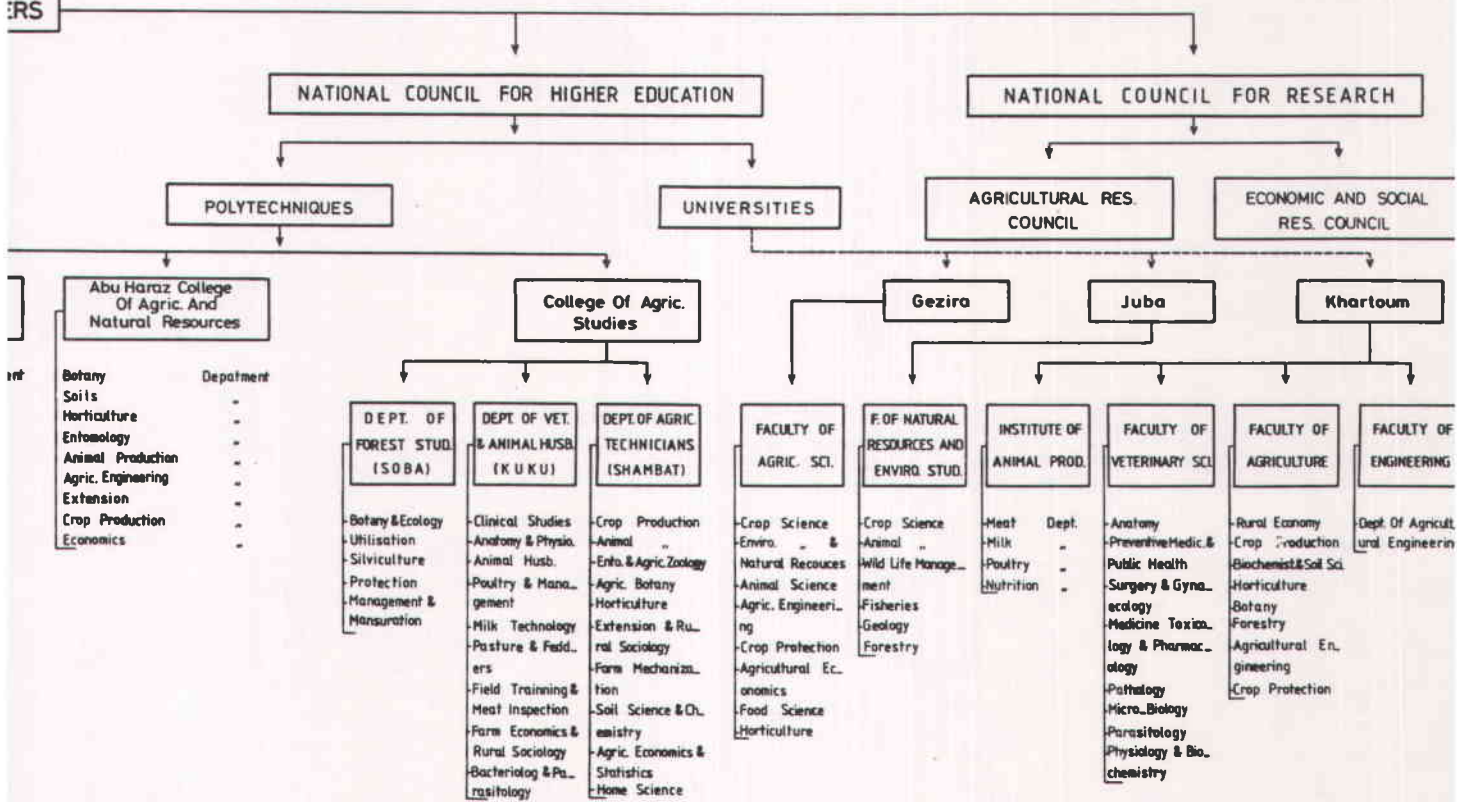 ERS
NATIONAL COUNCIL FOR HIGHER EDUCATION
NATIONAL COUNCIL FOR RESEARCH
POLYTECHNIQUES
UNIVERSITIES
AGRICULTURAL RES.
COUNCIL
ECONOMIC AND SOCIAL
RES. COUNCIL
Abu Haraz College
Of Agric. And
Natural Resources
College Of Agric.
Studies
Gezira
Juba
Khartoum
ent
Botany Depatment
Soils "
Horticulture "
Entomology "
Animal Production "
Agric. Engineering "
Extension "
Crop Production "
Economics "
DEPT. OF
FOREST STUD.
(SOBA)
Botany & Ecology
Utilisation
Silviculture
Protection
Management &
Mansuration
DEPT. OF VET.
& ANIMAL HUSB.
(KUKU)
Clinical Studies
Anatomy & Physio.
Animal Husb.
Poultry & Mana_
gement
Milk Technology
Pasture & Fedd_
ers
Field Trainning &
Meat Inspection
Farm Economics &
Rural Sociology
Bacteriolog & Pa_
rasitology
DEPT. OF AGRIC.
TECHNICIANS
(SHAMBAT)
Crop Production
Animal "
Ento. & Agric. Zoology
Agric. Botany
Horticulture
Extension & Ru_
ral Sociology
Farm Mechaniza_
tion
Soil Science & Ch_
emistry
Agric. Economics &
Statistics
Home Science
FACULTY OF
AGRIC. SCI.
Crop Science
Enviro. " &
Natural Recouces
Animal Science
Agric. Engineeri_
ng
Crop Protection
Agricultural Ec_
onomics
Food Science
Horticulture
F. OF NATURAL
RESOURCES AND
ENVIRO. STUD.
Crop Science
Animal "
Wild Life Manage_
ment
Fisheries
Geology
Forestry
INSTITUTE OF
ANIMAL PROD.
Meat Dept.
Milk "
Poultry "
Nutrition "
FACULTY OF
VETERINARY SCI.
Anatomy
Preventive Medic. &
Public Health
Surgery & Gyna_
ecology
Medicine Toxico_
logy & Pharmac_
ology
Pathology
Micro_Biology
Parasitology
Physiology & Bio_
chemistry
FACULTY OF
AGRICULTURE
Rural Economy
Crop Production
Biochemist & Soil Sci.
Horticulture
Botany
Forestry
Agricultural En_
gineering
Crop Protection
FACULTY OF
ENGINEERING
Dept. Of Agricult_
ural Engineerin